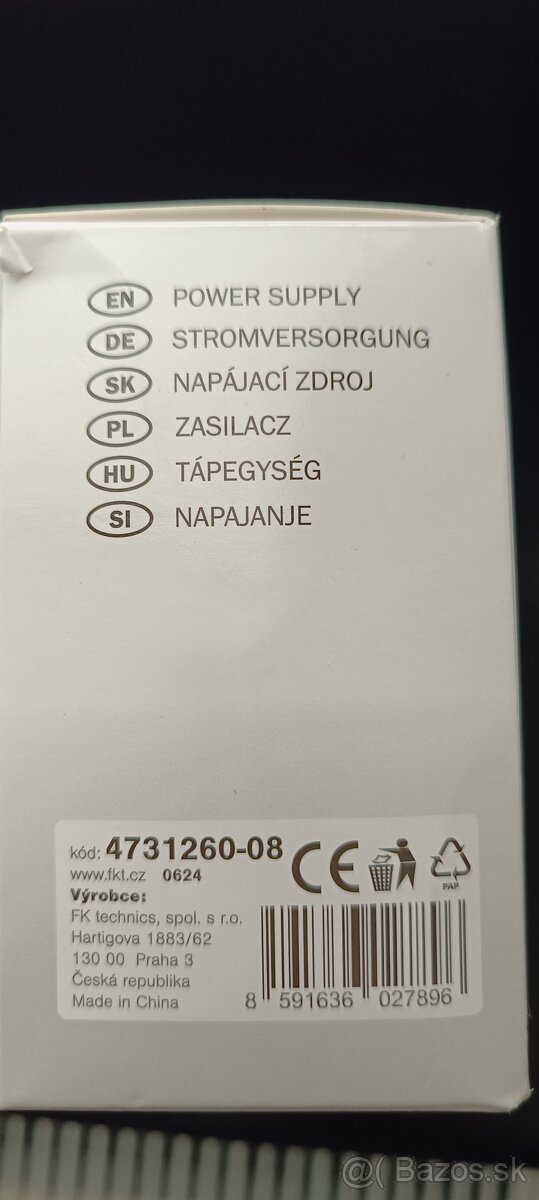 EN POWER SUPPLY
DE STROMVERSORGUNG
SK NAPÁJACÍ ZDROJ
PL ZASILACZ
HU TÁPEGYSÉG
SI NAPAJANJE
kód: 4731260-08
www.fkt.cz 0624
Výrobce:
FK technics, spol. s r.o.
Hartigova 1883/62
130 00 Praha 3
Česká republika
Made in China
CE
PAP
8 591636 027896
@( Bazos.sk